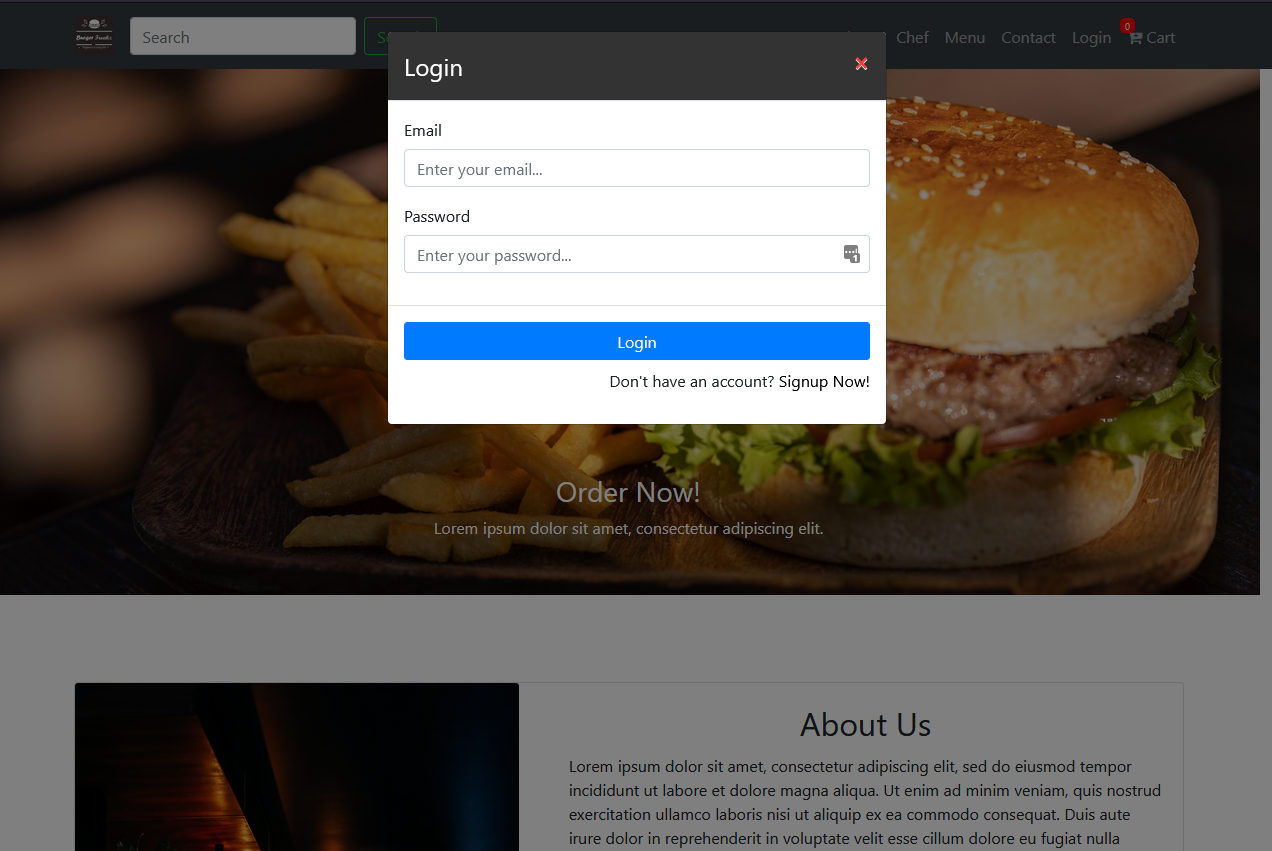 Burger Freaks
Search
Chef
Menu
Contact
Login
0
Cart
Login
Email
Enter your email...
Password
Enter your password...
1
Login
Don't have an account? Signup Now!
Order Now!
Lorem ipsum dolor sit amet, consectetur adipiscing elit.
About Us
Lorem ipsum dolor sit amet, consectetur adipiscing elit, sed do eiusmod tempor
incididunt ut labore et dolore magna aliqua. Ut enim ad minim veniam, quis nostrud
exercitation ullamco laboris nisi ut aliquip ex ea commodo consequat. Duis aute
irure dolor in reprehenderit in voluptate velit esse cillum dolore eu fugiat nulla